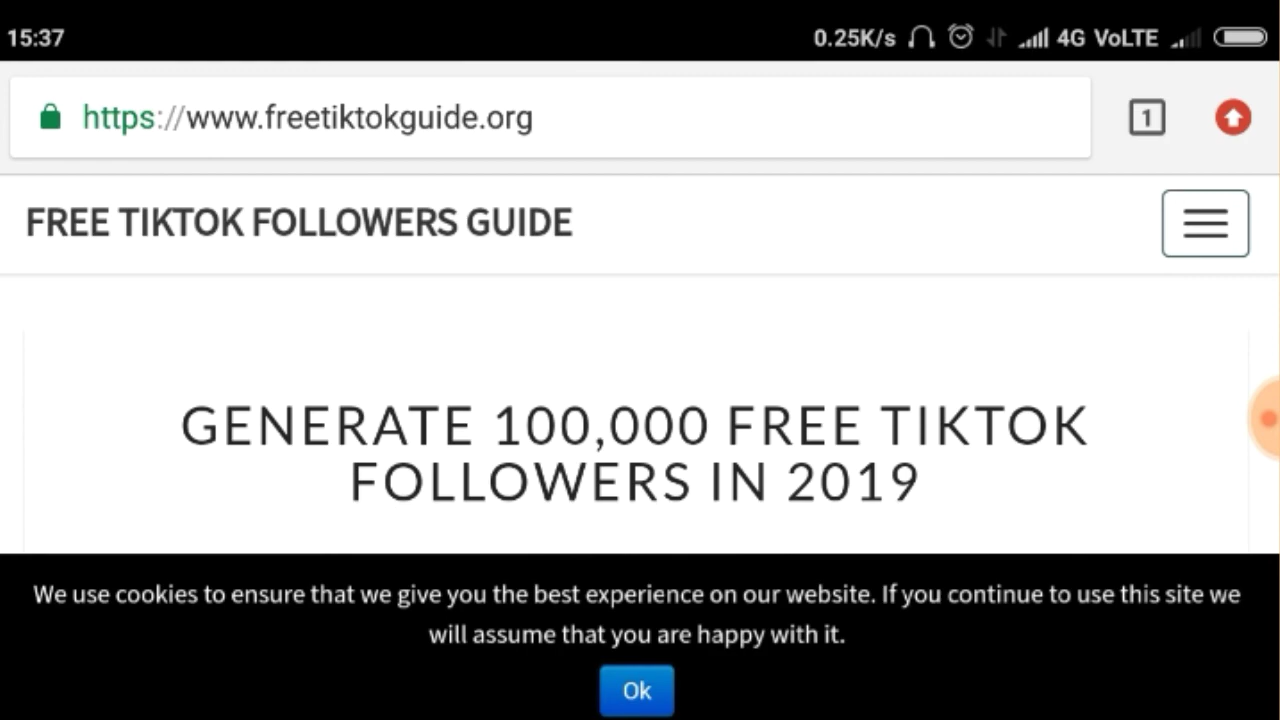 15:37 0.25K/s 4G VoLTE
https://www.freetiktokguide.org 1
FREE TIKTOK FOLLOWERS GUIDE
GENERATE 100,000 FREE TIKTOK
FOLLOWERS IN 2019
We use cookies to ensure that we give you the best experience on our website. If you continue to use this site we
will assume that you are happy with it.
Ok